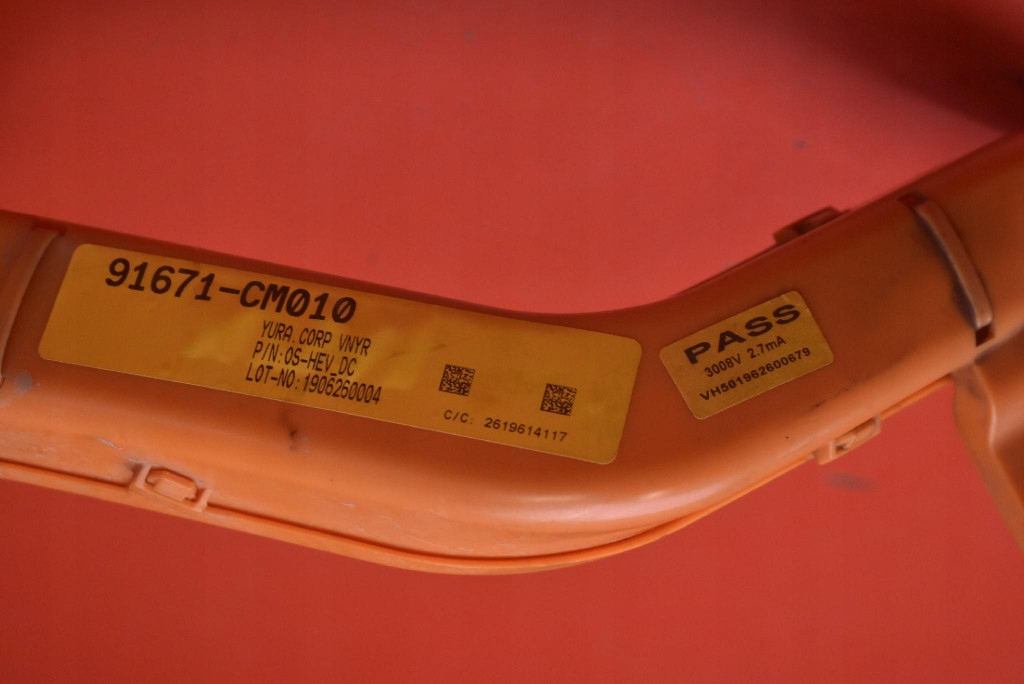 91671-CM010
YURA.CORP VNYR
P/N:OS-HEV_DC
LOT-NO:1906260004
C/C: 2619614117
PASS
3008V 2.7mA
VH501962600679